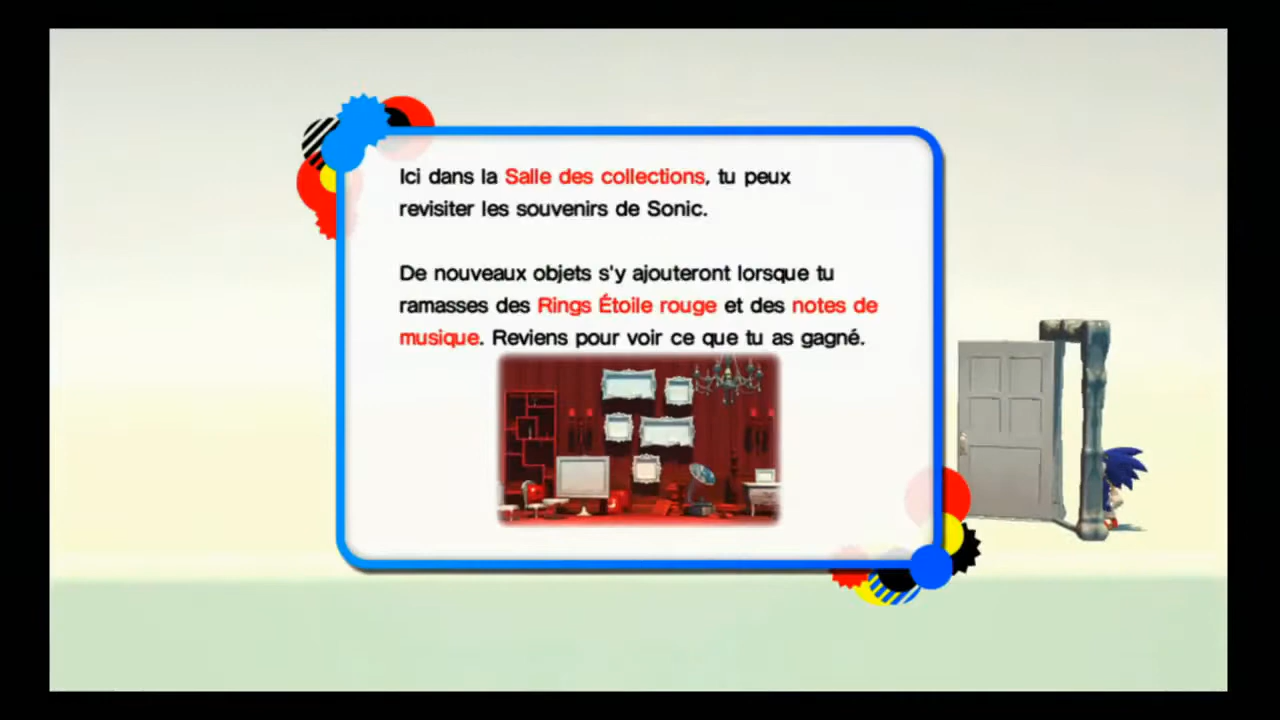 Ici dans la Salle des collections, tu peux
revisiter les souvenirs de Sonic.
De nouveaux objets s'y ajouteront lorsque tu
ramasses des Rings Étoile rouge et des notes de
musique. Reviens pour voir ce que tu as gagné.